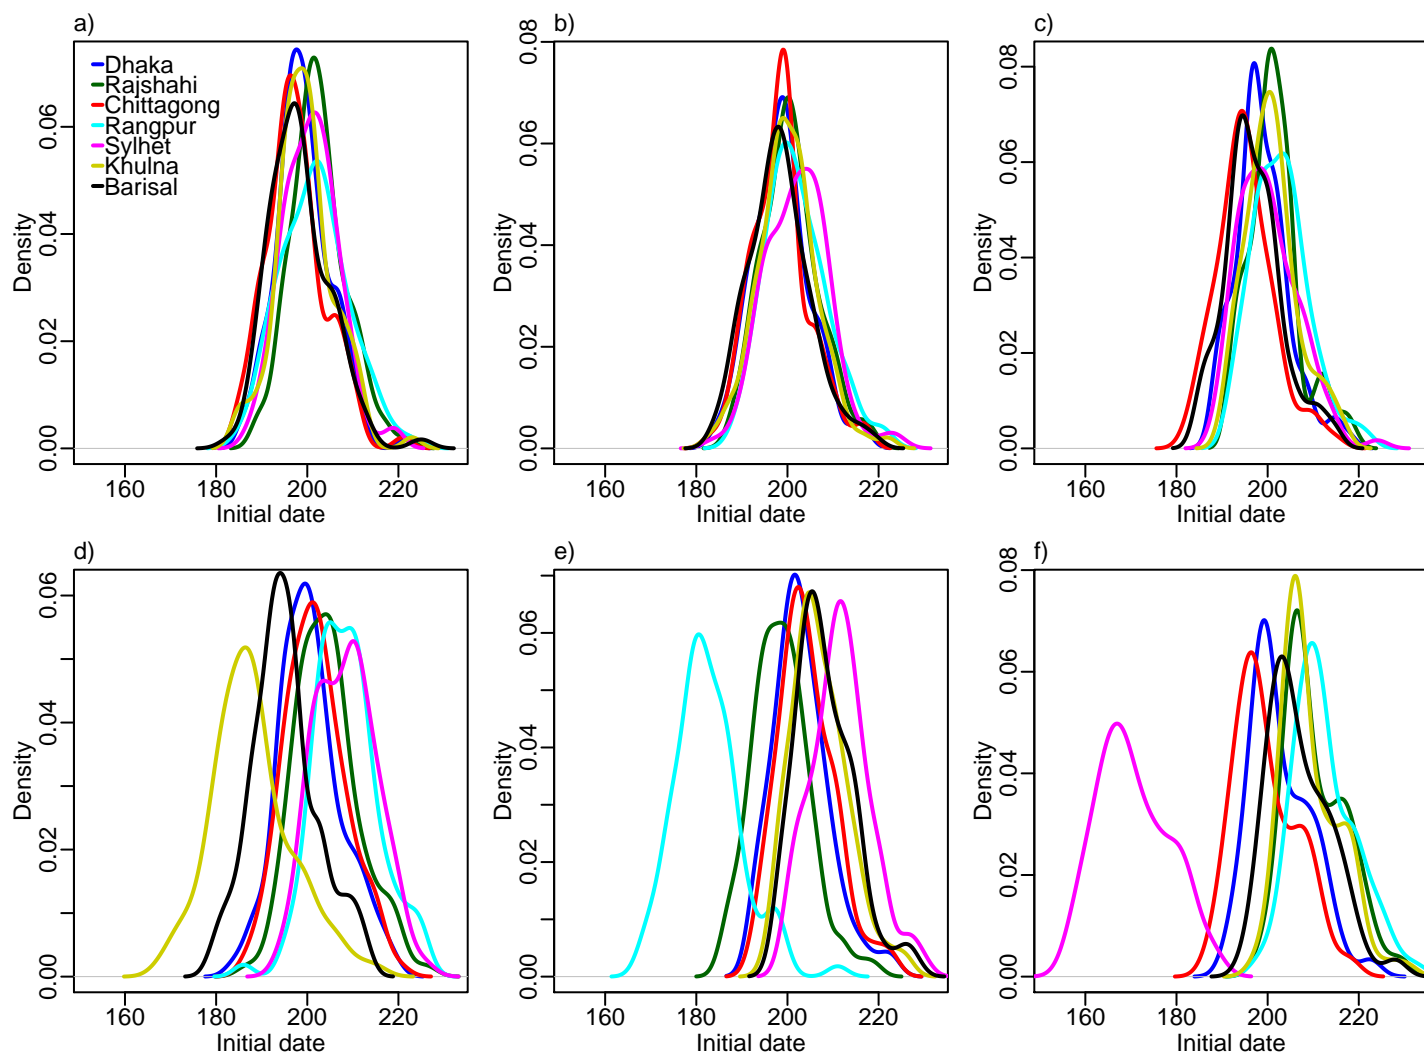 a)
Dhaka
Rajshahi
Chittagong
Rangpur
Sylhet
Khulna
Barisal
Density
0.00 0.02 0.04 0.06
160 180 200 220
Initial date
b)
Density
0.00 0.02 0.04 0.06 0.08
160 180 200 220
Initial date
c)
Density
0.00 0.02 0.04 0.06 0.08
160 180 200 220
Initial date
d)
Density
0.00 0.02 0.04 0.06
160 180 200 220
Initial date
e)
Density
0.00 0.02 0.04 0.06
160 180 200 220
Initial date
f)
Density
0.00 0.02 0.04 0.06 0.08
160 180 200 220
Initial date